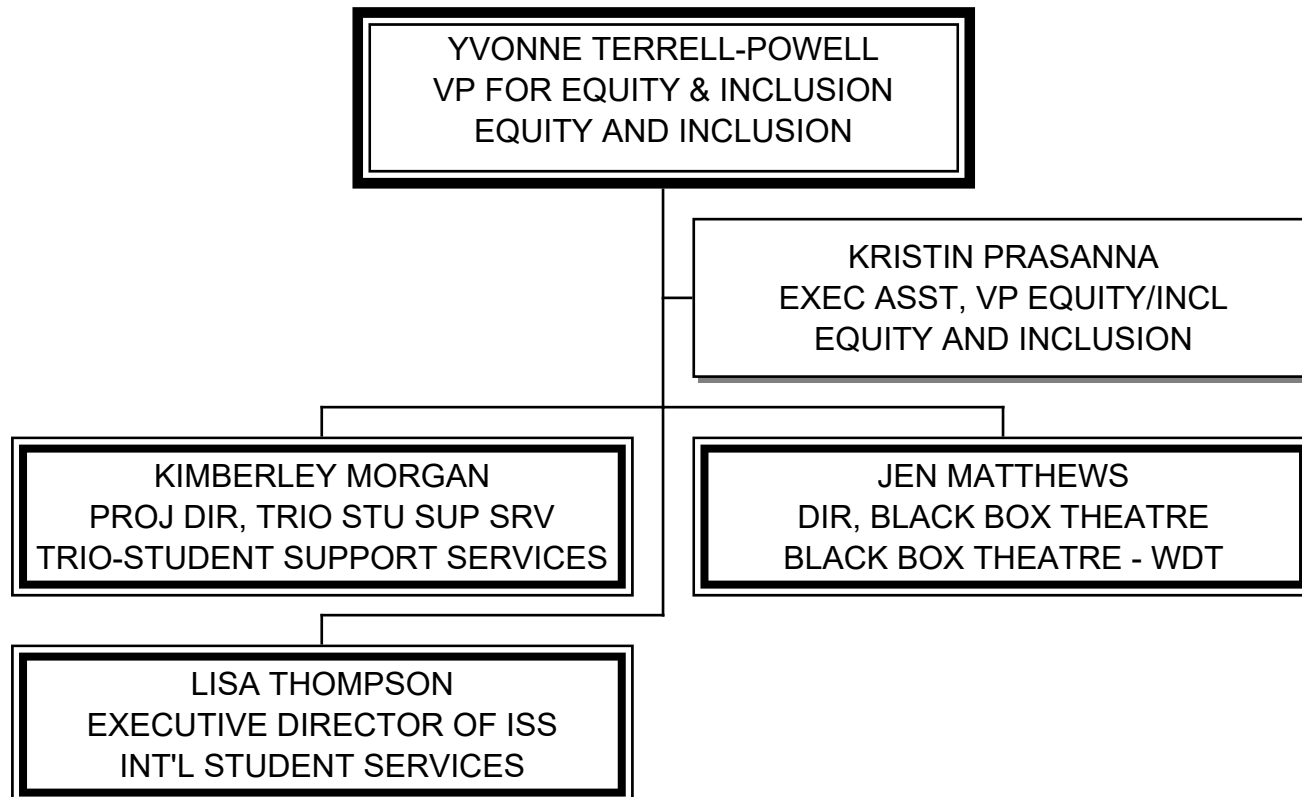 YVONNE TERRELL-POWELL
VP FOR EQUITY & INCLUSION
EQUITY AND INCLUSION
KRISTIN PRASANNA
EXEC ASST, VP EQUITY/INCL
EQUITY AND INCLUSION
KIMBERLEY MORGAN
PROJ DIR, TRIO STU SUP SRV
TRIO-STUDENT SUPPORT SERVICES
JEN MATTHEWS
DIR, BLACK BOX THEATRE
BLACK BOX THEATRE - WDT
LISA THOMPSON
EXECUTIVE DIRECTOR OF ISS
INT'L STUDENT SERVICES